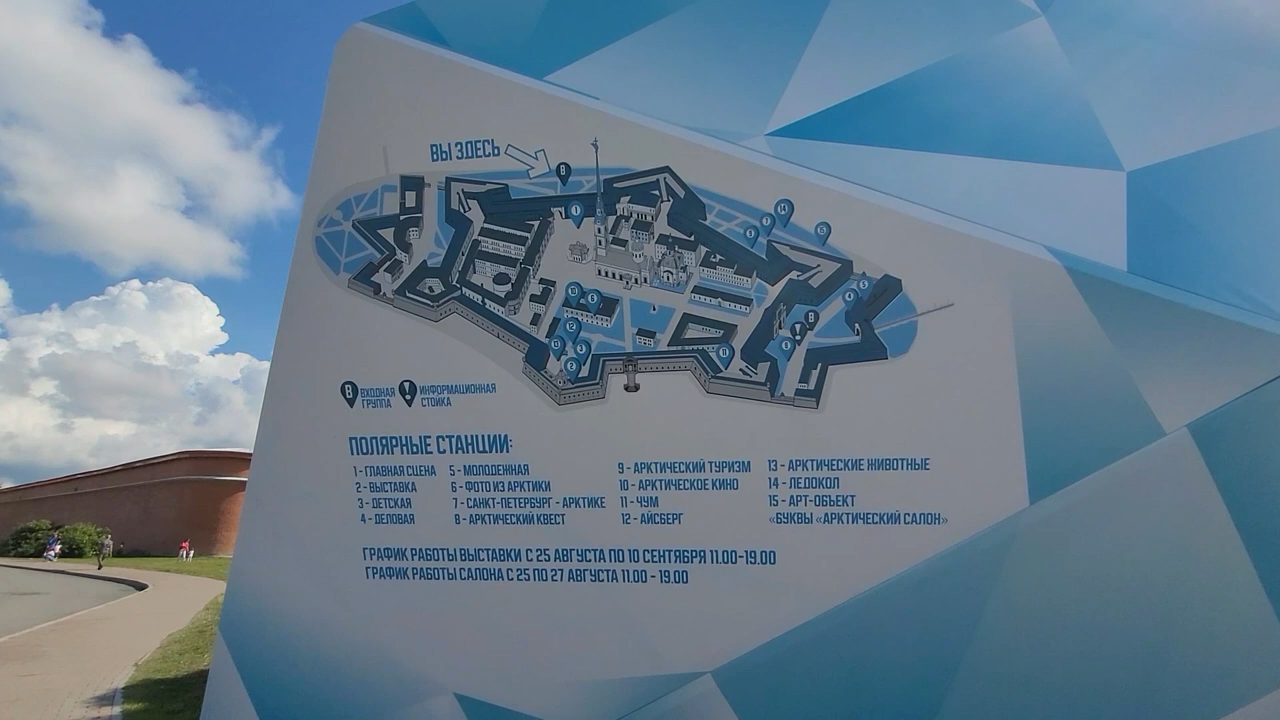 ВЫ ЗДЕСЬ
В ВХОДНАЯ ГРУППА
! ИНФОРМАЦИОННАЯ СТОЙКА
ПОЛЯРНЫЕ СТАНЦИИ:
1 - ГЛАВНАЯ СЦЕНА
2 - ВЫСТАВКА
3 - ДЕТСКАЯ
4 - ДЕЛОВАЯ
5 - МОЛОДЕЖНАЯ
6 - ФОТО ИЗ АРКТИКИ
7 - САНКТ-ПЕТЕРБУРГ - АРКТИКЕ
8 - АРКТИЧЕСКИЙ КВЕСТ
9 - АРКТИЧЕСКИЙ ТУРИЗМ
10 - АРКТИЧЕСКОЕ КИНО
11 - ЧУМ
12 - АЙСБЕРГ
13 - АРКТИЧЕСКИЕ ЖИВОТНЫЕ
14 - ЛЕДОКОЛ
15 - АРТ-ОБЪЕКТ
«БУКВЫ «АРКТИЧЕСКИЙ САЛОН»
ГРАФИК РАБОТЫ ВЫСТАВКИ С 25 АВГУСТА ПО 10 СЕНТЯБРЯ 11.00-19.00
ГРАФИК РАБОТЫ САЛОНА С 25 ПО 27 АВГУСТА 11.00 - 19.00